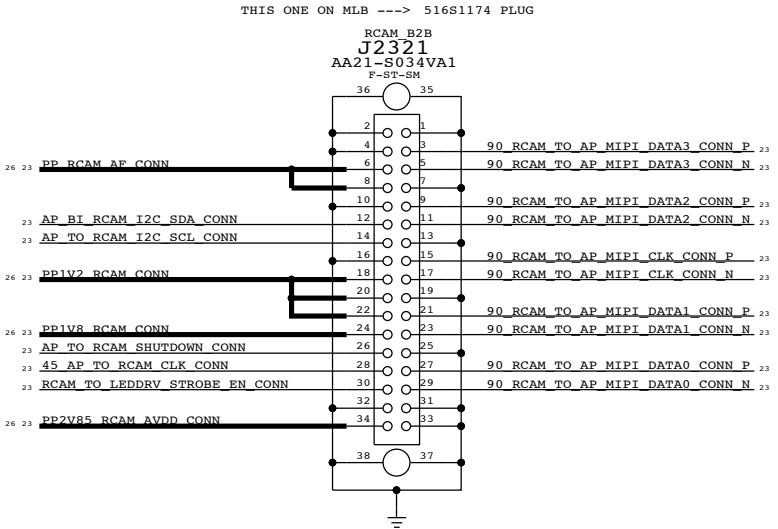 THIS ONE ON MLB ---> 516S1174 PLUG
RCAM_B2B
J2321
AA21-S034VA1
F-ST-SM
36 35
2 1
4 3 90_RCAM_TO_AP_MIPI_DATA3_CONN_P 23
26 23 PP_RCAM_AF_CONN 6 5 90_RCAM_TO_AP_MIPI_DATA3_CONN_N 23
8 7
10 9 90_RCAM_TO_AP_MIPI_DATA2_CONN_P 23
23 AP_BI_RCAM_I2C_SDA_CONN 12 11 90_RCAM_TO_AP_MIPI_DATA2_CONN_N 23
23 AP_TO_RCAM_I2C_SCL_CONN 14 13
16 15 90_RCAM_TO_AP_MIPI_CLK_CONN_P 23
26 23 PP1V2_RCAM_CONN 18 17 90_RCAM_TO_AP_MIPI_CLK_CONN_N 23
20 19
22 21 90_RCAM_TO_AP_MIPI_DATA1_CONN_P 23
26 23 PP1V8_RCAM_CONN 24 23 90_RCAM_TO_AP_MIPI_DATA1_CONN_N 23
23 AP_TO_RCAM_SHUTDOWN_CONN 26 25
23 45_AP_TO_RCAM_CLK_CONN 28 27 90_RCAM_TO_AP_MIPI_DATA0_CONN_P 23
23 RCAM_TO_LEDDRV_STROBE_EN_CONN 30 29 90_RCAM_TO_AP_MIPI_DATA0_CONN_N 23
32 31
26 23 PP2V85_RCAM_AVDD_CONN 34 33
38 37